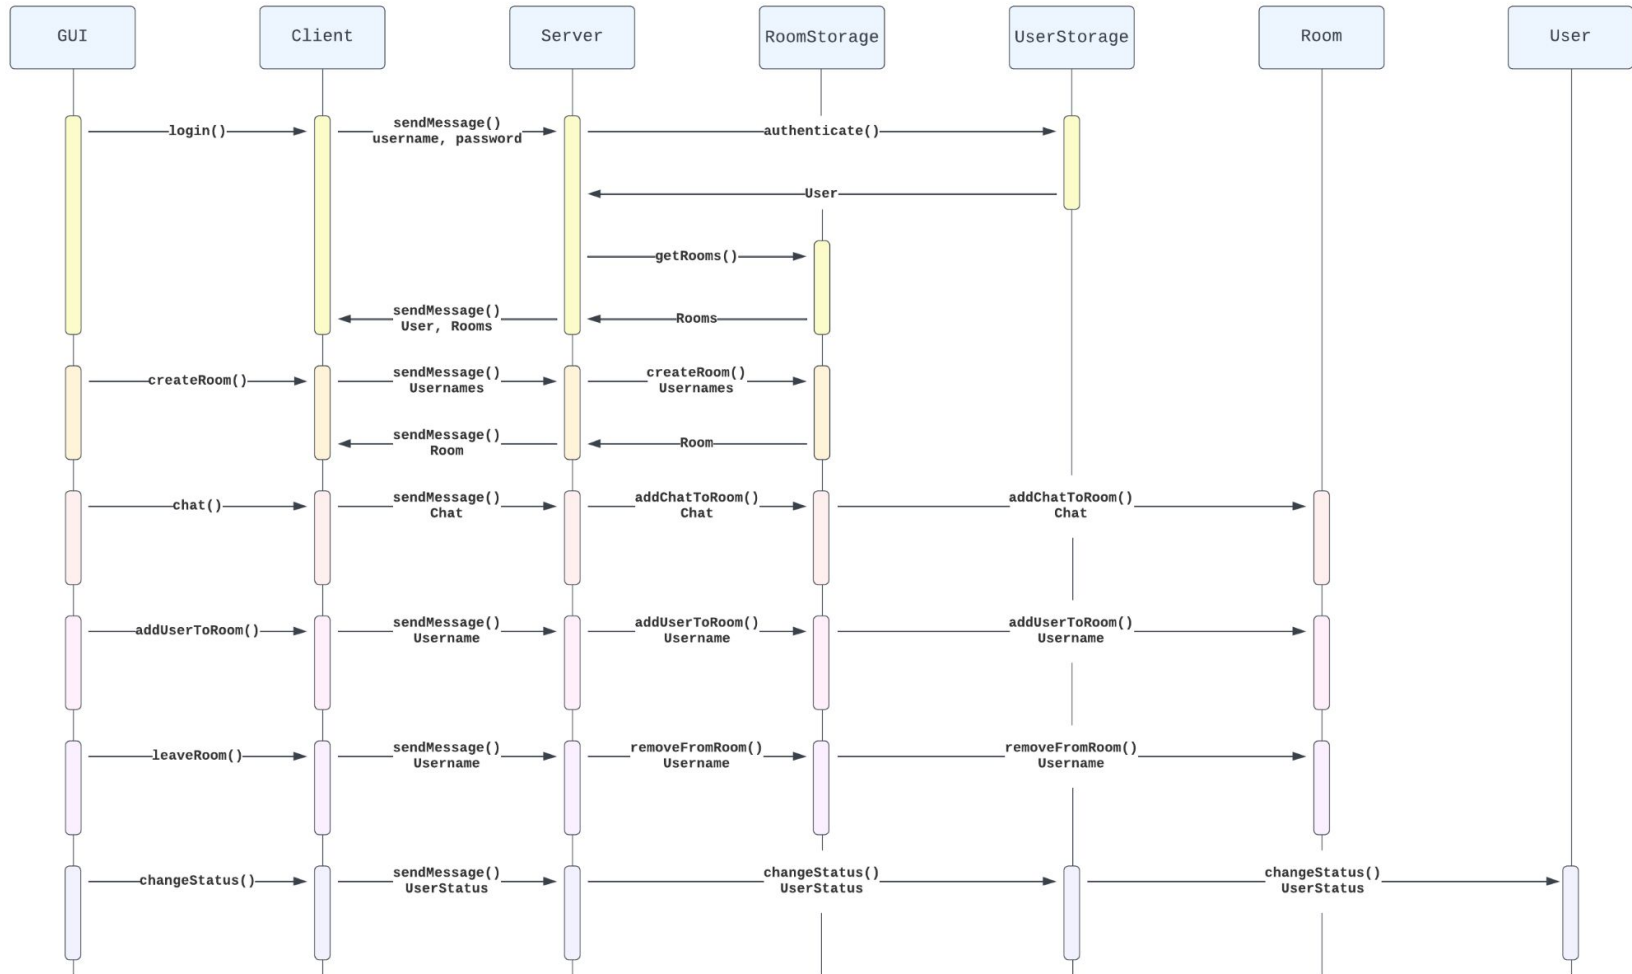 GUI
Client
Server
RoomStorage
UserStorage
Room
User
login()
sendMessage()
username, password
authenticate()
User
getRooms()
sendMessage()
User, Rooms
Rooms
createRoom()
sendMessage()
Usernames
createRoom()
Usernames
sendMessage()
Room
Room
chat()
sendMessage()
Chat
addChatToRoom()
Chat
addChatToRoom()
Chat
addUserToRoom()
sendMessage()
Username
addUserToRoom()
Username
addUserToRoom()
Username
leaveRoom()
sendMessage()
Username
removeFromRoom()
Username
removeFromRoom()
Username
changeStatus()
sendMessage()
UserStatus
changeStatus()
UserStatus
changeStatus()
UserStatus